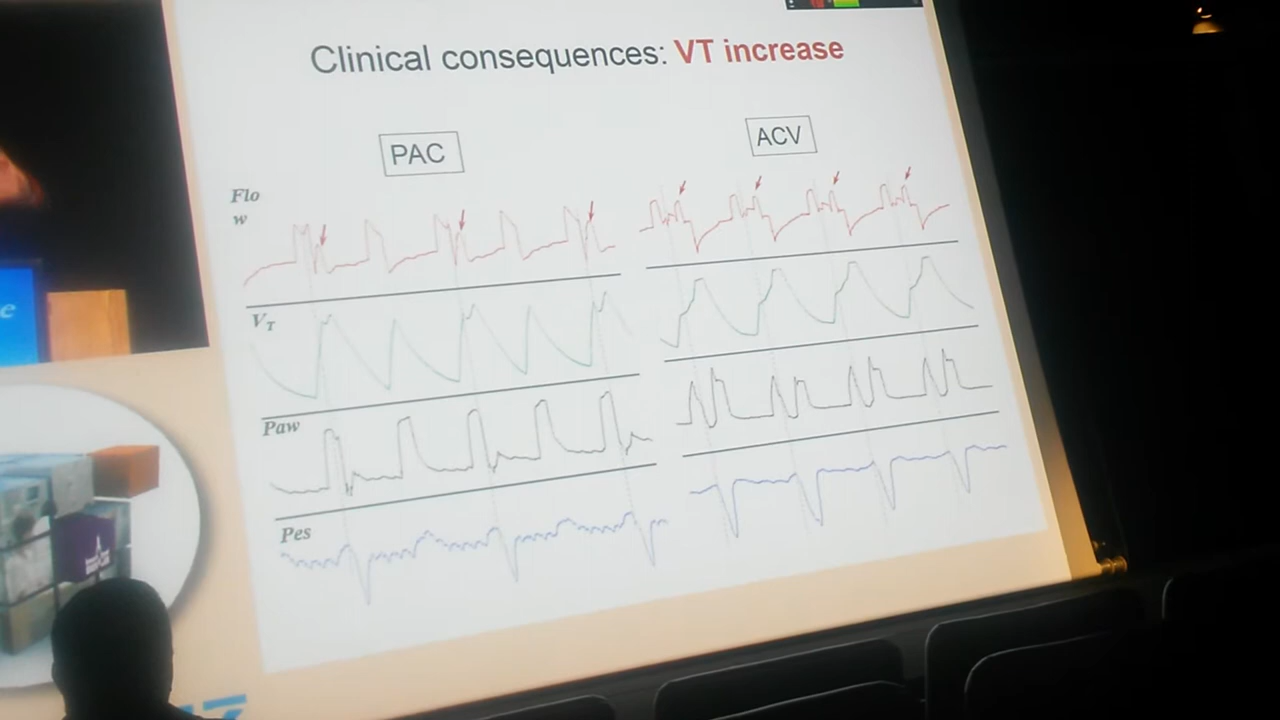 Clinical consequences: VT increase
PAC
ACV
Flo
w
VT
Paw
Pes
e